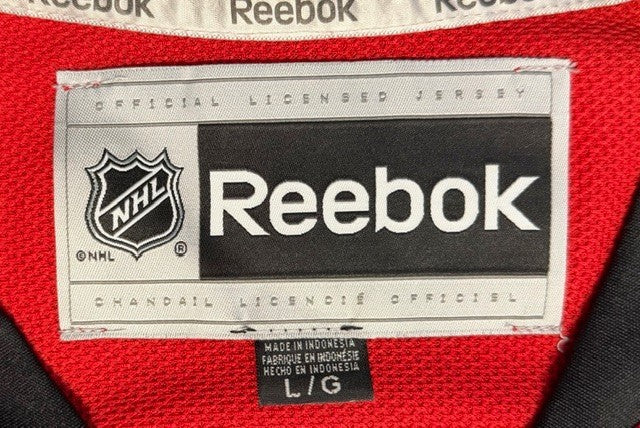 Reebok Reebok Reebok
OFFICIAL LICENSED JERSEY
NHL
Reebok
©NHL ®
CHANDAIL LICENCIÉ OFFICIEL
MADE IN INDONESIA
FABRIQUE EN INDONÉSIE
HECHO EN INDONESIA
L/G